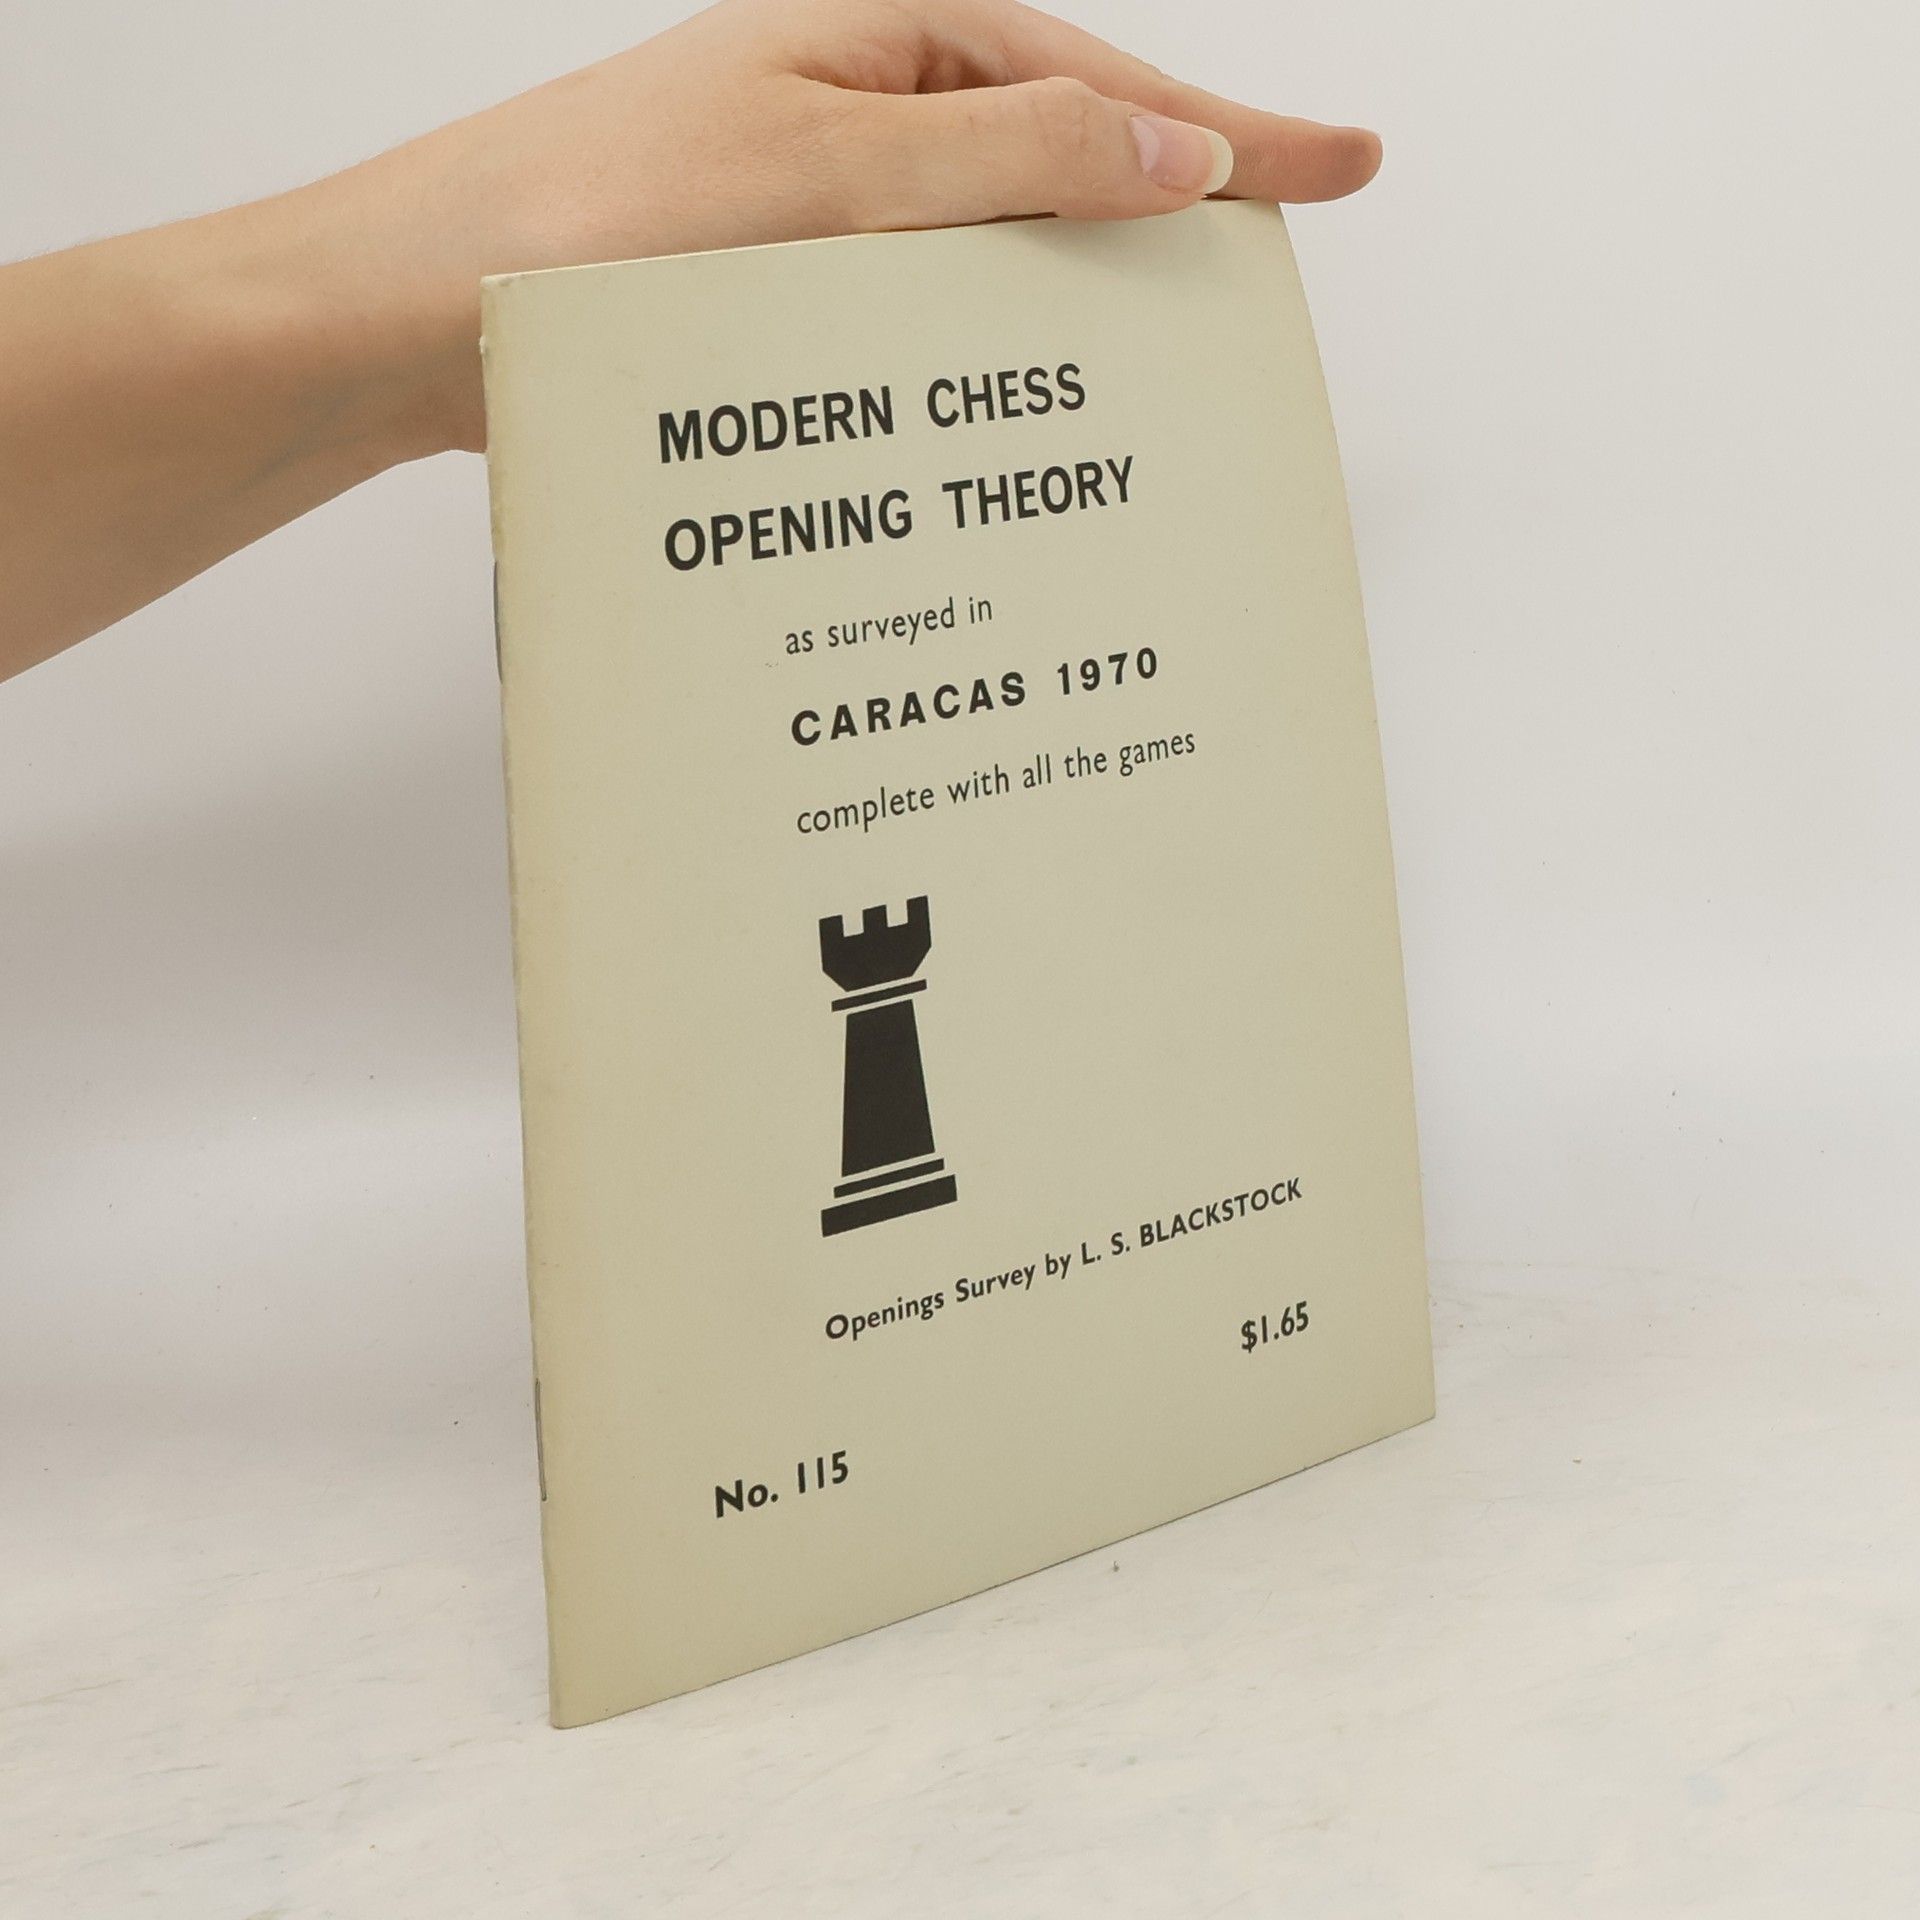 MODERN CHESS
OPENING THEORY
as surveyed in
CARACAS 1970
complete with all the games
Openings Survey by L. S. BLACKSTOCK
$1.65
No. 115